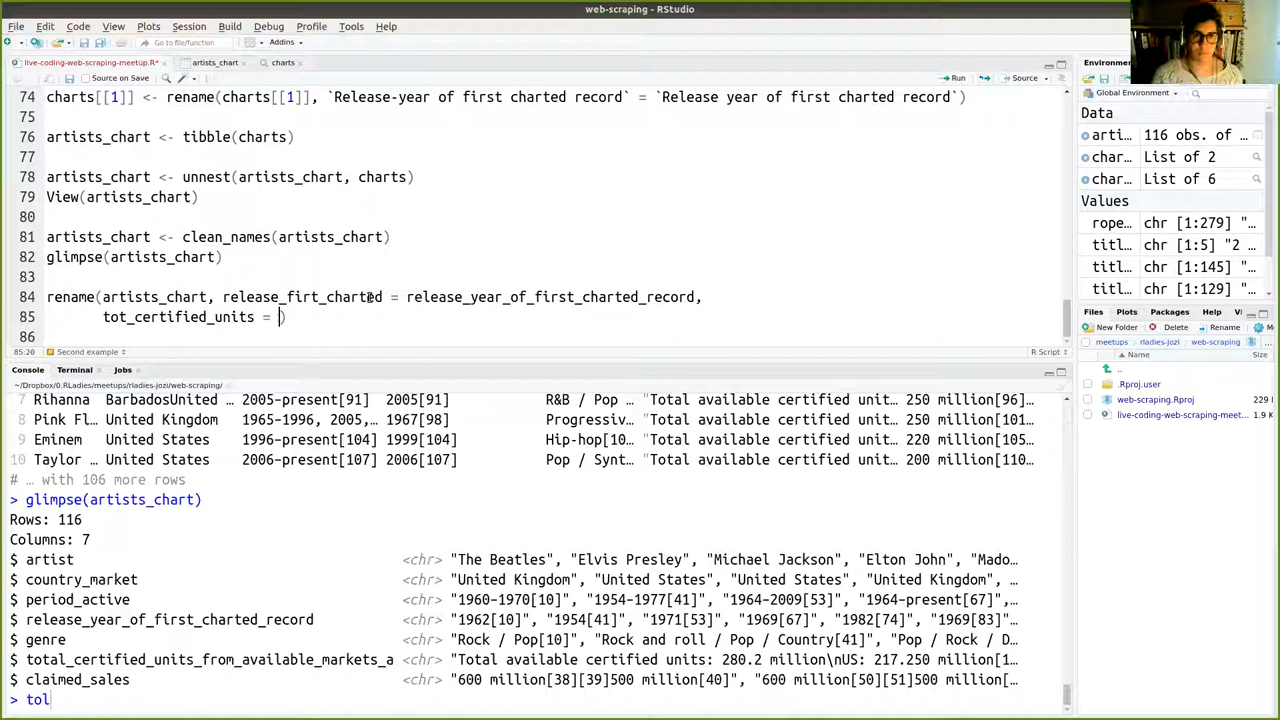 web-scraping - RStudio
File Edit Code View Plots Session Build Debug Profile Tools Help
Go to file/function Addins
live-coding-web-scraping-meetup.R* artists_chart charts
Source on Save Run Source
74 charts[[1]] <- rename(charts[[1]], `Release-year of first charted record` = `Release year of first charted record`)
75
76 artists_chart <- tibble(charts)
77
78 artists_chart <- unnest(artists_chart, charts)
79 View(artists_chart)
80
81 artists_chart <- clean_names(artists_chart)
82 glimpse(artists_chart)
83
84 rename(artists_chart, release_firt_charted = release_year_of_first_charted_record,
85 tot_certified_units = )
86
85:20 Second example R Script
Console Terminal Jobs
~/Dropbox/0.RLadies/meetups/rladies-jozi/web-scraping/
7 Rihanna BarbadosUnited … 2005-present[91] 2005[91] R&B / Pop … "Total available certified unit… 250 million[96]…
8 Pink Fl… United Kingdom 1965-1996, 2005,… 1967[98] Progressiv… "Total available certified unit… 250 million[101…
9 Eminem United States 1996-present[104] 1999[104] Hip-hop[10… "Total available certified unit… 220 million[105…
10 Taylor … United States 2006-present[107] 2006[107] Pop / Synt… "Total available certified unit… 200 million[110…
# … with 106 more rows
> glimpse(artists_chart)
Rows: 116
Columns: 7
$ artist <chr> "The Beatles", "Elvis Presley", "Michael Jackson", "Elton John", "Mado…
$ country_market <chr> "United Kingdom", "United States", "United States", "United Kingdom", …
$ period_active <chr> "1960-1970[10]", "1954-1977[41]", "1964-2009[53]", "1964-present[67]",…
$ release_year_of_first_charted_record <chr> "1962[10]", "1954[41]", "1971[53]", "1969[67]", "1982[74]", "1969[83]"…
$ genre <chr> "Rock / Pop[10]", "Rock and roll / Pop / Country[41]", "Pop / Rock / D…
$ total_certified_units_from_available_markets_a <chr> "Total available certified units: 280.2 million\nUS: 217.250 million[1…
$ claimed_sales <chr> "600 million[38][39]500 million[40]", "600 million[50][51]500 million[…
> tol
Environme
Global Environment
Data
arti… 116 obs. of …
char… List of 2
char… List of 6
Values
rope… chr [1:279] "…
titl… chr [1:5] "2 …
titl… chr [1:145] "…
titl… chr [1:129] "…
Files Plots Packages Help Vi
New Folder Delete Rename
meetups rladies-jozi web-scraping …
Name Size
..
.Rproj.user
web-scraping.Rproj 229
live-coding-web-scraping-meet… 1.9 K